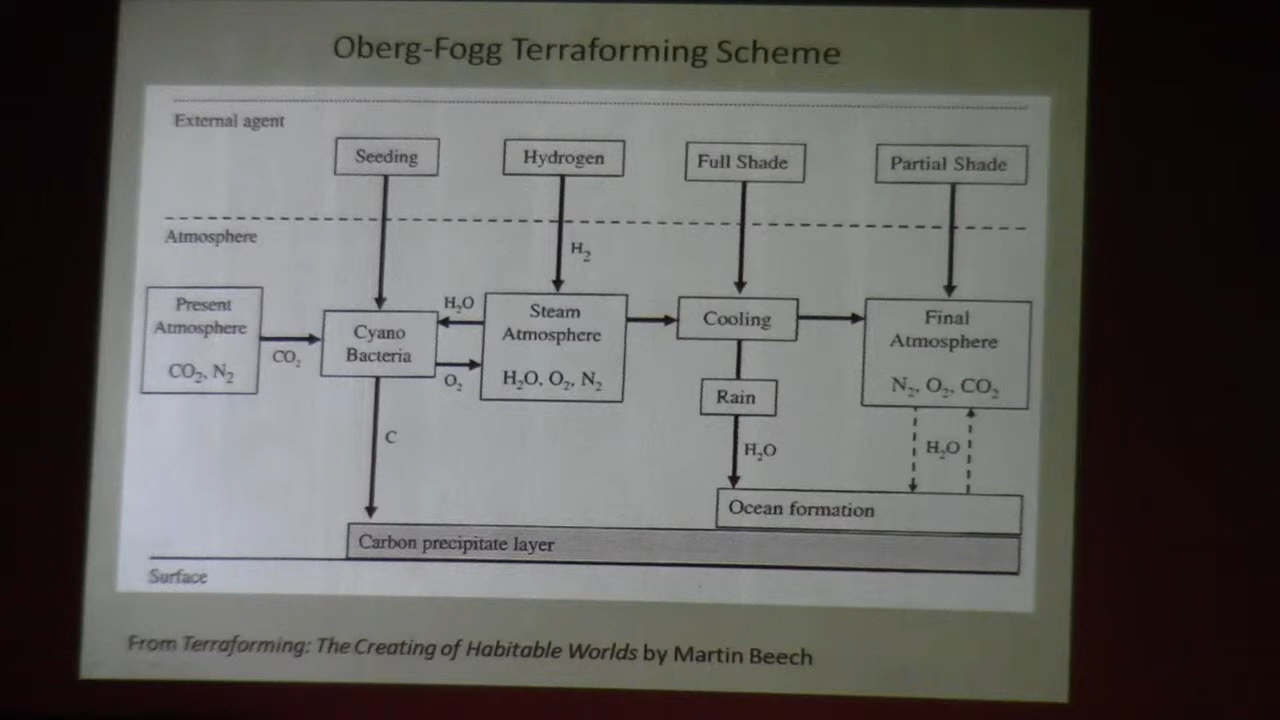 Oberg-Fogg Terraforming Scheme
External agent
Seeding
Hydrogen
Full Shade
Partial Shade
Atmosphere
H₂
Present
Atmosphere
CO₂, N₂
CO₂
Cyano
Bacteria
H₂O
O₂
Steam
Atmosphere
H₂O. O₂, N₂
Cooling
Final
Atmosphere
N₂, O₂, CO₂
Rain
C
H₂O
H₂O
Ocean formation
Carbon precipitate layer
Surface
From Terraforming: The Creating of Habitable Worlds by Martin Beech